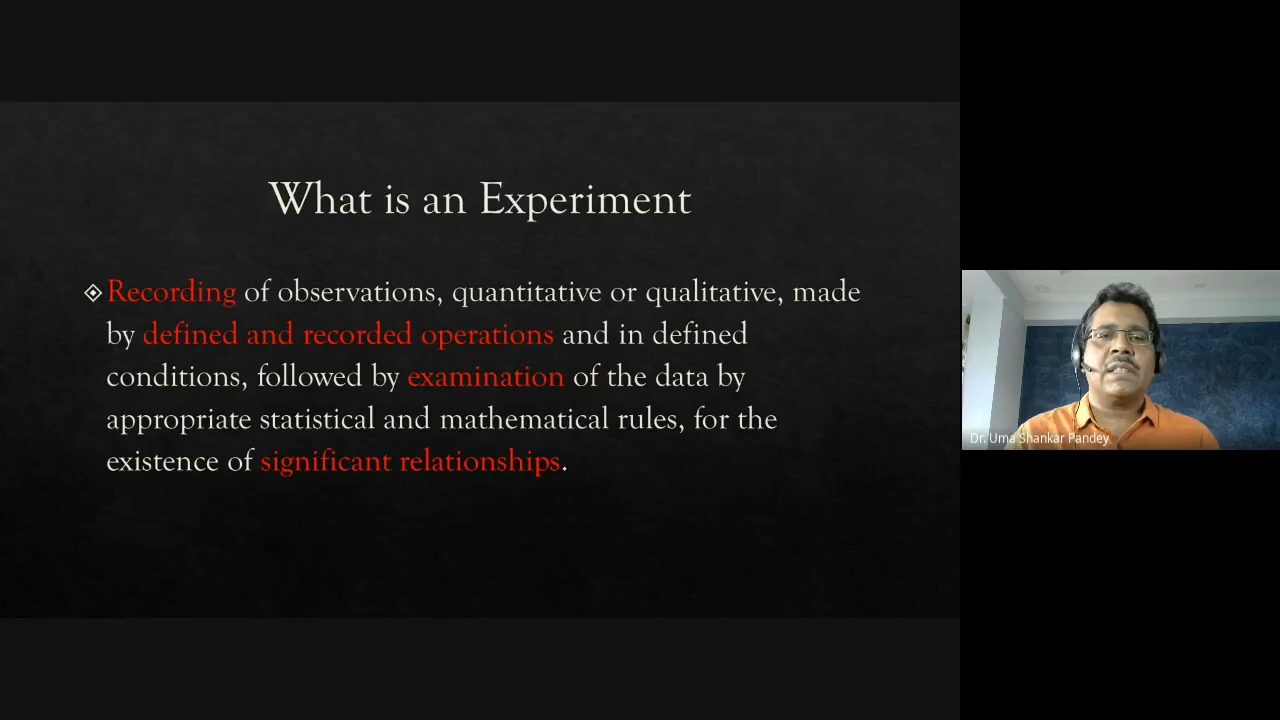 What is an Experiment
Recording of observations, quantitative or qualitative, made
by defined and recorded operations and in defined
conditions, followed by examination of the data by
appropriate statistical and mathematical rules, for the
existence of significant relationships.
Dr. Uma Shankar Pandey